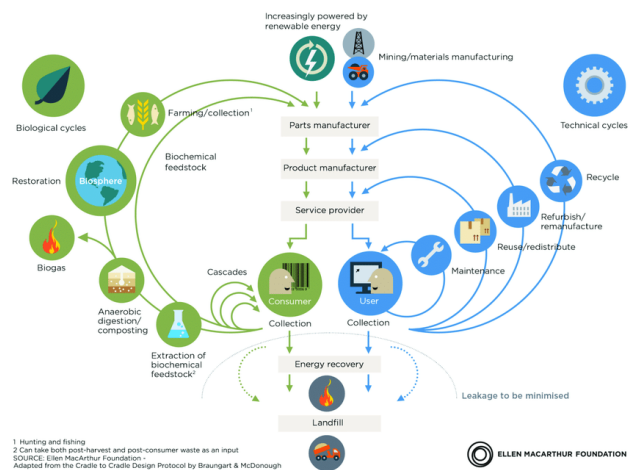 Increasingly powered by
renewable energy
Mining/materials manufacturing
Biological cycles
Technical cycles
Farming/collection1
Parts manufacturer
Biochemical
feedstock
Product manufacturer
Recycle
Restoration
Biosphere
Service provider
Refurbish/
remanufacture
Reuse/redistribute
Biogas
Maintenance
Cascades
Consumer
User
Anaerobic
digestion/
composting
Collection
Collection
Extraction of
biochemical
feedstock2
Energy recovery
Leakage to be minimised
Landfill
1 Hunting and fishing
2 Can take both post-harvest and post-consumer waste as an input
SOURCE: Ellen MacArthur Foundation -
Adapted from the Cradle to Cradle Design Protocol by Braungart & McDonough
ELLEN MACARTHUR FOUNDATION